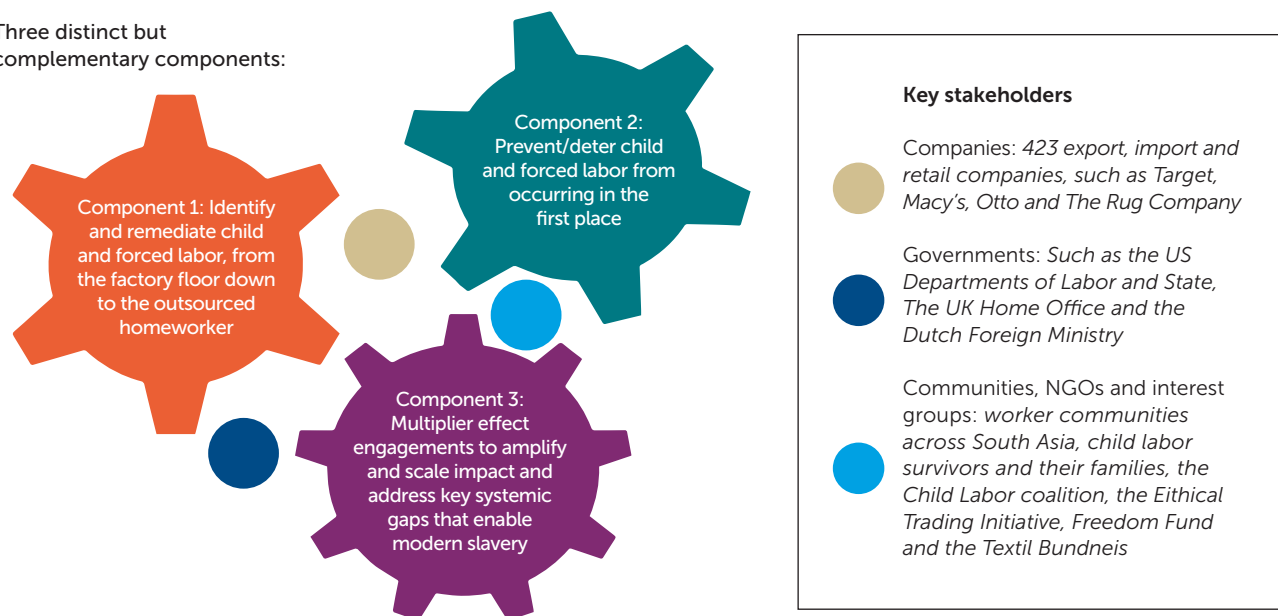 Three distinct but
complementary components:
Component 1: Identify
and remediate child
and forced labor, from
the factory floor down
to the outsourced
homeworker
Component 2:
Prevent/deter child
and forced labor from
occurring in the
first place
Component 3:
Multiplier effect
engagements to amplify
and scale impact and
address key systemic
gaps that enable
modern slavery
Key stakeholders
Companies: 423 export, import and
retail companies, such as Target,
Macy’s, Otto and The Rug Company
Governments: Such as the US
Departments of Labor and State,
The UK Home Office and the
Dutch Foreign Ministry
Communities, NGOs and interest
groups: worker communities
across South Asia, child labor
survivors and their families, the
Child Labor coalition, the Eithical
Trading Initiative, Freedom Fund
and the Textil Bundneis